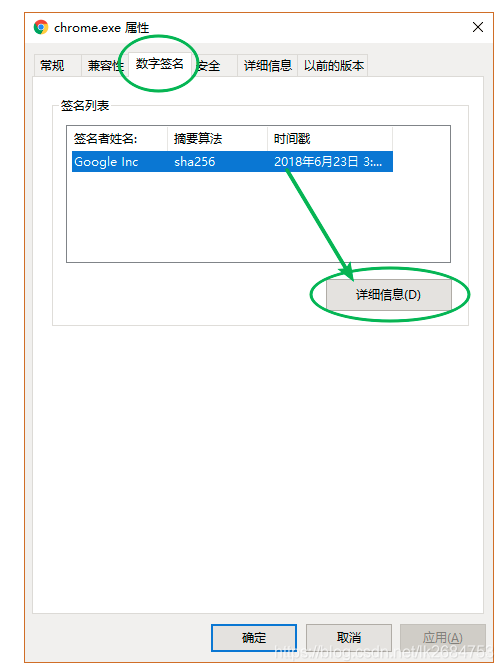 chrome.exe 属性
常规 兼容性 数字签名 安全 详细信息 以前的版本
签名列表
签名者姓名: 摘要算法 时间戳
Google Inc sha256 2018年6月23日 3:...
详细信息(D)
确定 取消 应用(A)
https://blog.csdn.net/lk2684753